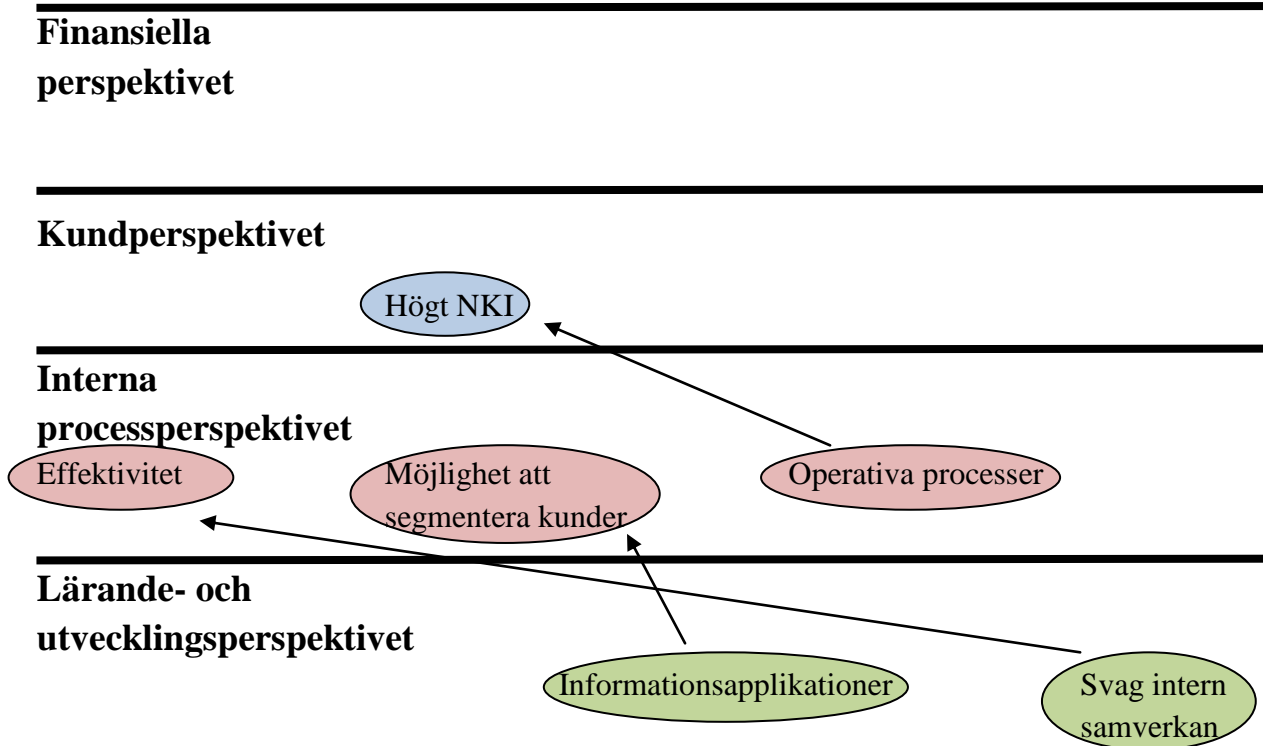 Finansiella
perspektivet
Kundperspektivet
Högt NKI
Interna
processperspektivet
Effektivitet
Möjlighet att
segmentera kunder
Operativa processer
Lärande- och
utvecklingsperspektivet
Informationsapplikationer
Svag intern
samverkan